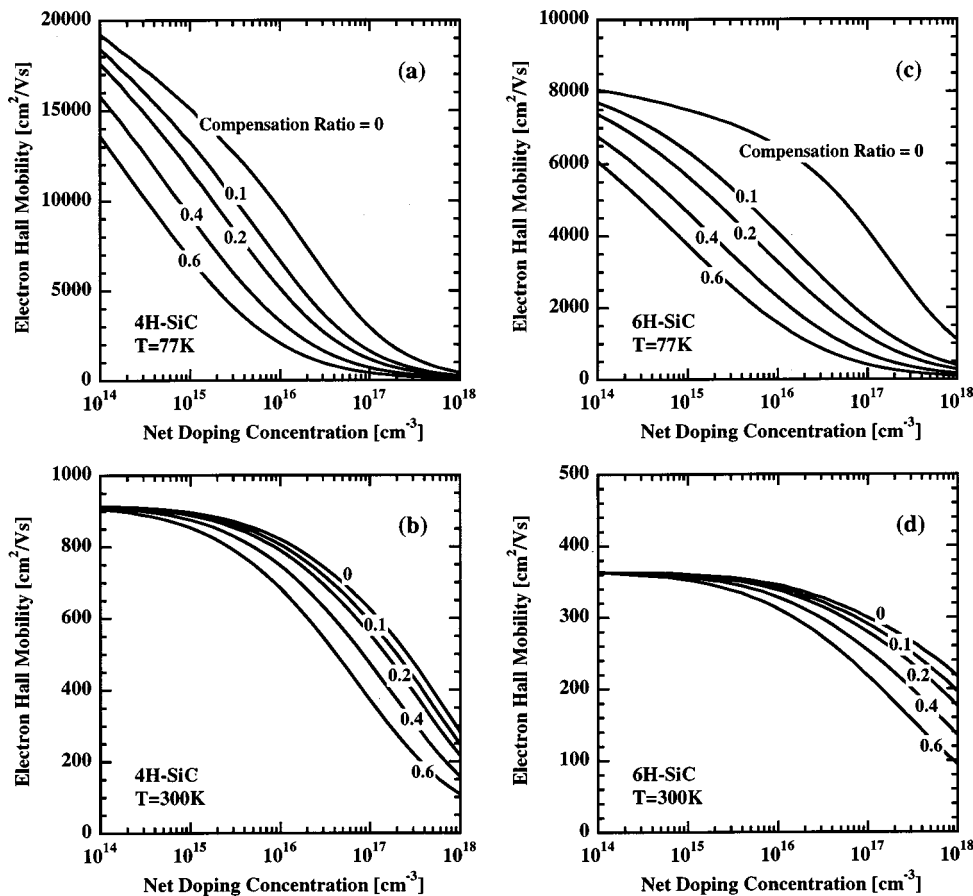 20000
15000
10000
5000
0
Electron Hall Mobility [cm²/Vs]
(a)
Compensation Ratio = 0
0.1
0.2
0.4
0.6
4H-SiC
T=77K
10¹⁴ 10¹⁵ 10¹⁶ 10¹⁷ 10¹⁸
Net Doping Concentration [cm⁻³]
10000
8000
6000
4000
2000
0
Electron Hall Mobility [cm²/Vs]
(c)
Compensation Ratio = 0
0.1
0.2
0.4
0.6
6H-SiC
T=77K
10¹⁴ 10¹⁵ 10¹⁶ 10¹⁷ 10¹⁸
Net Doping Concentration [cm⁻³]
1000
800
600
400
200
0
Electron Hall Mobility [cm²/Vs]
(b)
0
0.1
0.2
0.4
0.6
4H-SiC
T=300K
10¹⁴ 10¹⁵ 10¹⁶ 10¹⁷ 10¹⁸
Net Doping Concentration [cm⁻³]
500
400
300
200
100
0
Electron Hall Mobility [cm²/Vs]
(d)
0
0.1
0.2
0.4
0.6
6H-SiC
T=300K
10¹⁴ 10¹⁵ 10¹⁶ 10¹⁷ 10¹⁸
Net Doping Concentration [cm⁻³]